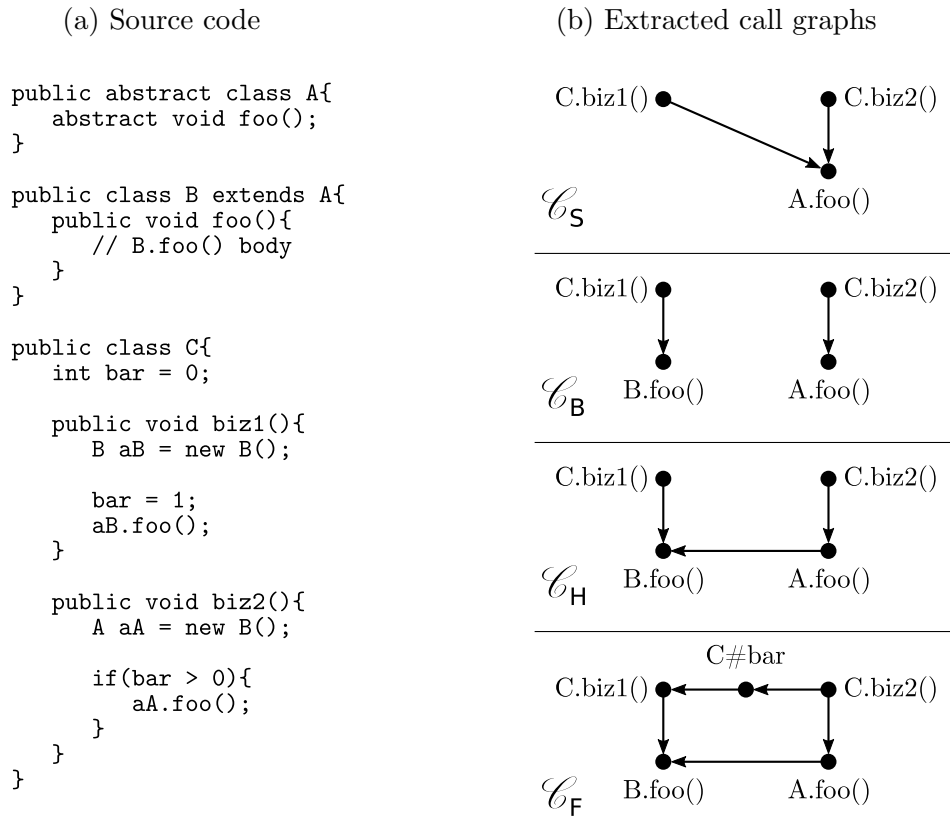 (a) Source code
public abstract class A{
   abstract void foo();
}
public class B extends A{
   public void foo(){
      // B.foo() body
   }
}
public class C{
   int bar = 0;
   public void biz1(){
      B aB = new B();
      bar = 1;
      aB.foo();
   }
   public void biz2(){
      A aA = new B();
      if(bar > 0){
         aA.foo();
      }
   }
}
(b) Extracted call graphs
C.biz1() C.biz2()
A.foo()
𝒞S
C.biz1() C.biz2()
B.foo() A.foo()
𝒞B
C.biz1() C.biz2()
B.foo() A.foo()
𝒞H
C#bar
C.biz1() C.biz2()
B.foo() A.foo()
𝒞F